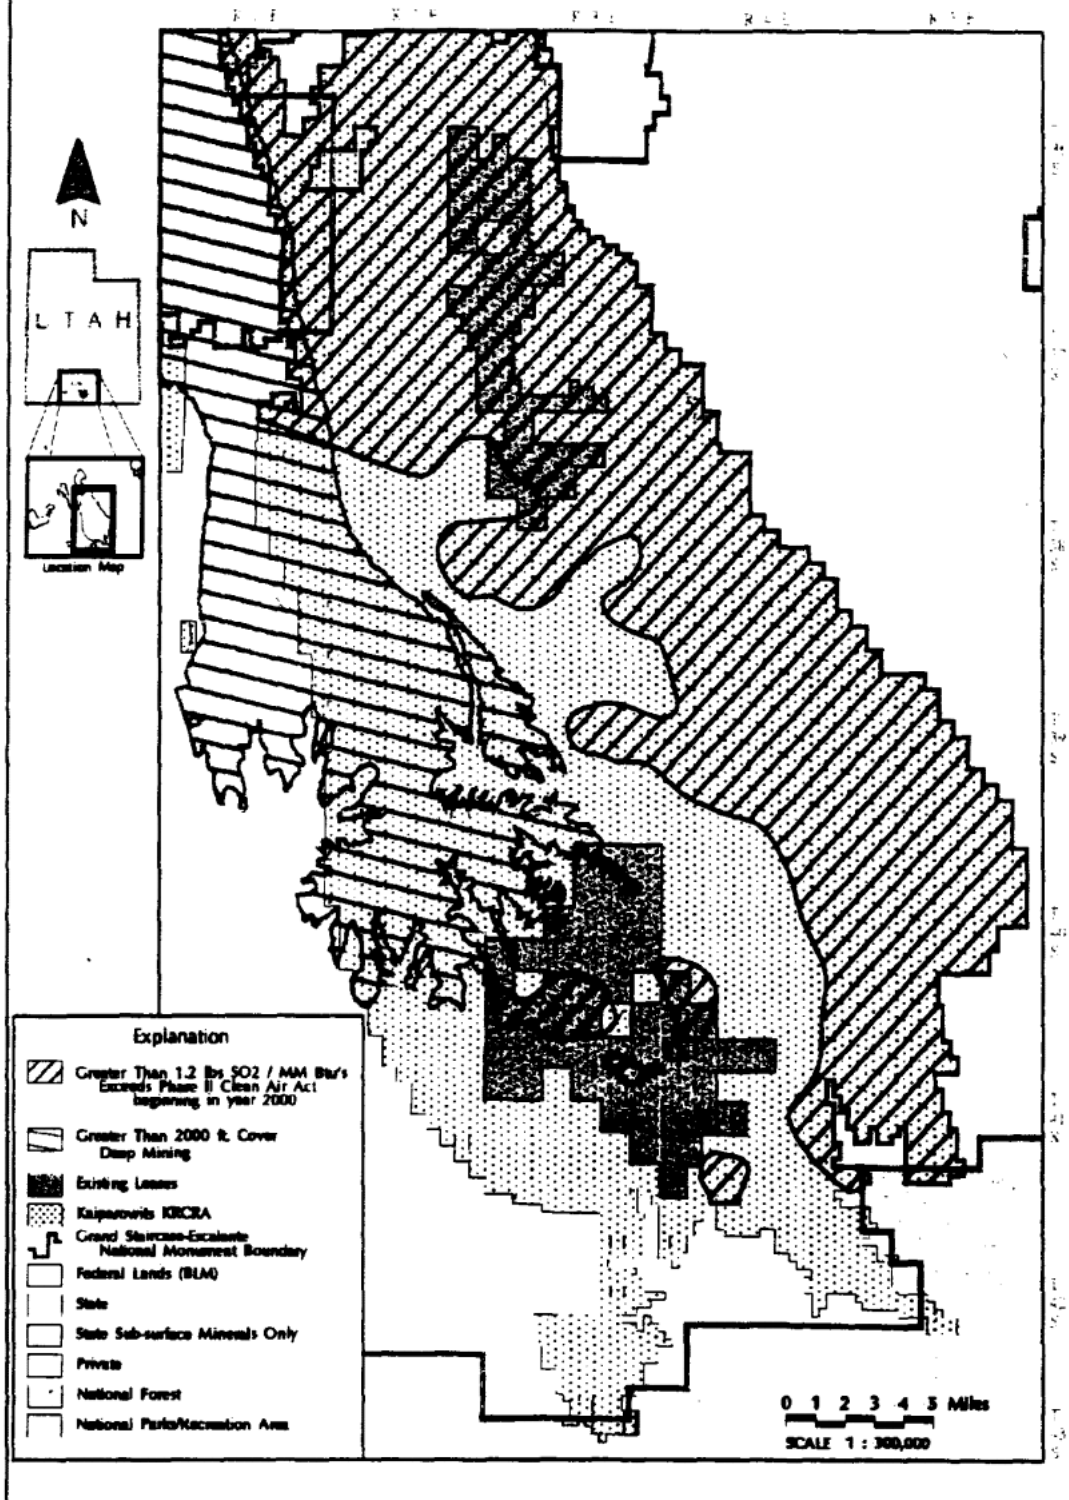 N
UTAH
Location Map
Explanation
Greater Than 1.2 lbs SO2 / MM Btu's
Exceeds Phase II Clean Air Act
beginning in year 2000
Greater Than 2000 ft. Cover
Deep Mining
Existing Leases
Kaiparowits KRCRA
Grand Staircase-Escalante
National Monument Boundary
Federal Lands (BLM)
State
State Sub-surface Minerals Only
Private
National Forest
National Parks/Recreation Area
0 1 2 3 4 5 Miles
SCALE 1 : 300,000